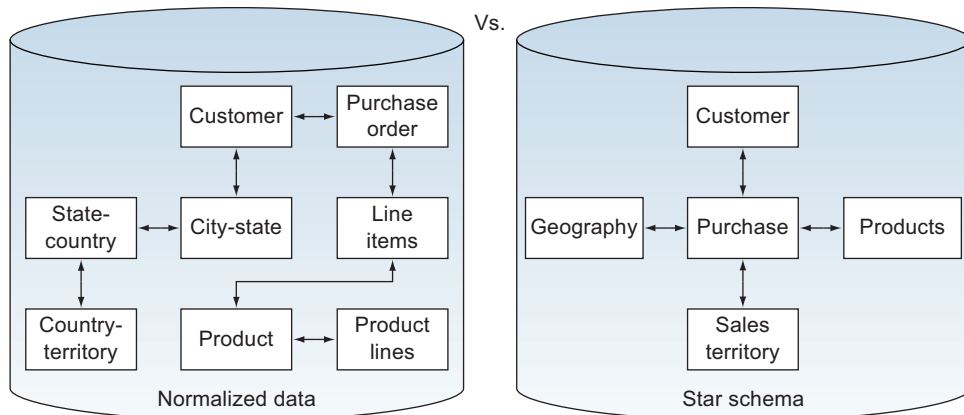 Vs.
Customer
Purchase
order
State-
country
City-state
Line
items
Country-
territory
Product
Product
lines
Normalized data
Customer
Geography
Purchase
Products
Sales
territory
Star schema